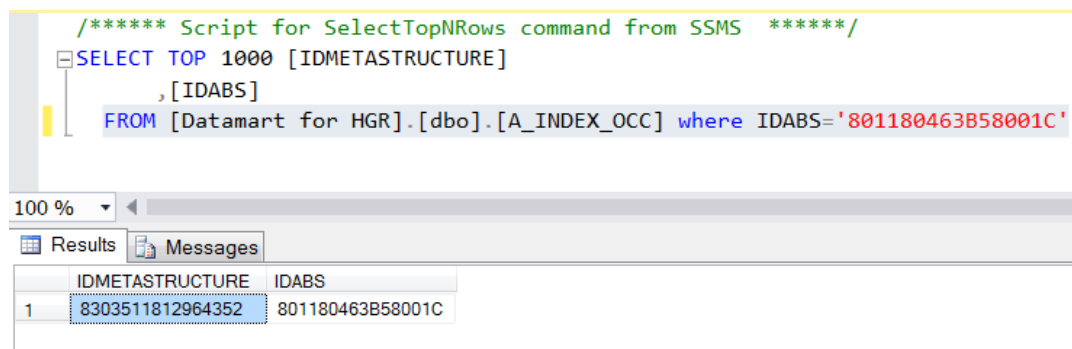 /****** Script for SelectTopNRows command from SSMS  ******/
SELECT TOP 1000 [IDMETASTRUCTURE]
,[IDABS]
FROM [Datamart for HGR].[dbo].[A_INDEX_OCC] where IDABS='801180463B58001C'
100 %
Results Messages
IDMETASTRUCTURE IDABS
1 8303511812964352 801180463B58001C